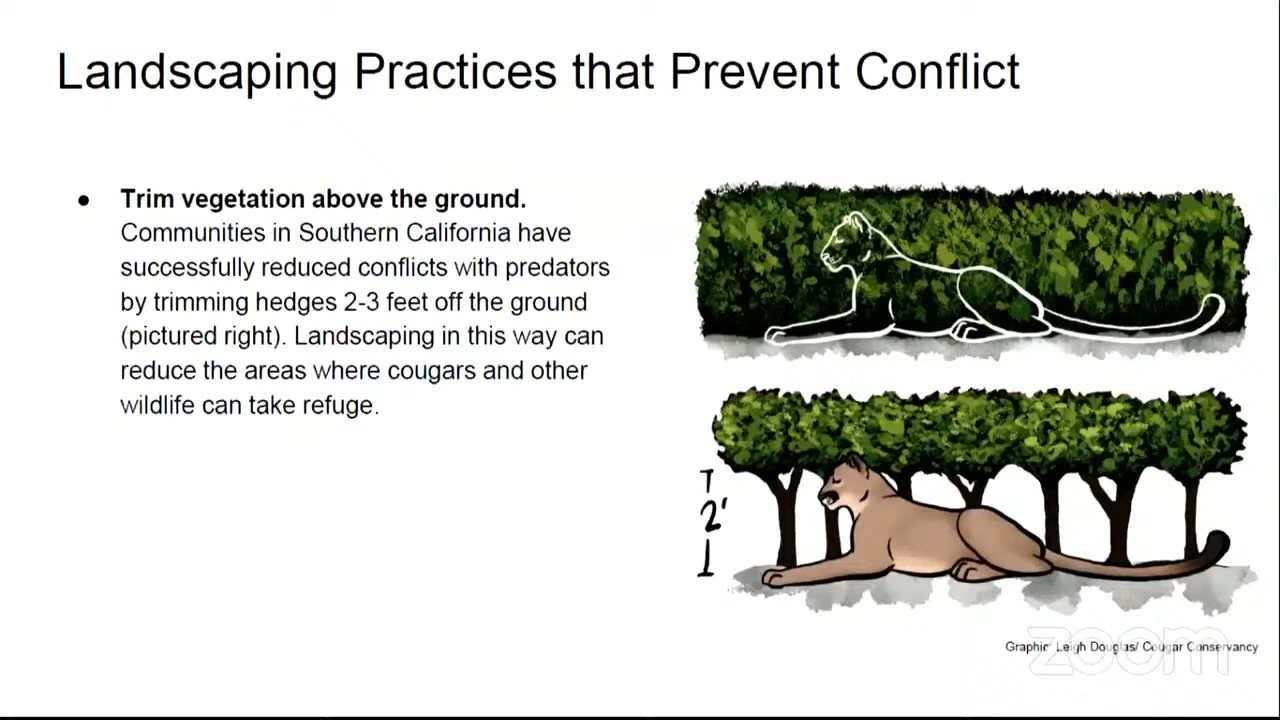 Landscaping Practices that Prevent Conflict
● Trim vegetation above the ground.
Communities in Southern California have
successfully reduced conflicts with predators
by trimming hedges 2-3 feet off the ground
(pictured right). Landscaping in this way can
reduce the areas where cougars and other
wildlife can take refuge.
2'
Graphic: Leigh Douglas/ Cougar Conservancy
zoom